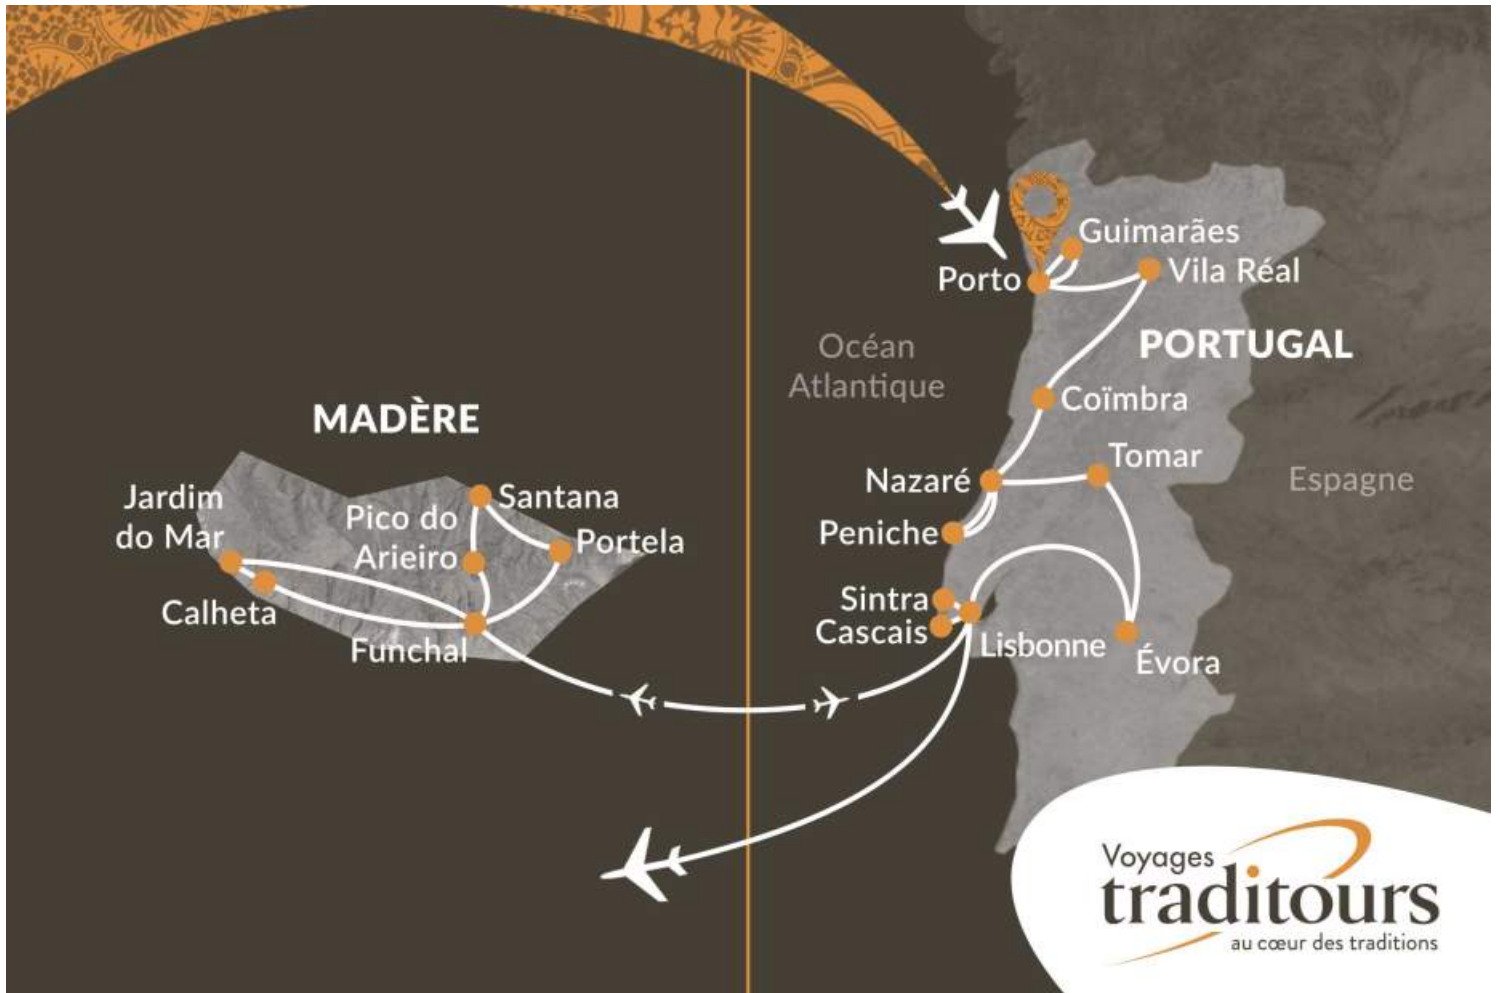 Guimarães
Porto
Vila Réal
Océan
Atlantique
PORTUGAL
MADÈRE
Coïmbra
Tomar
Nazaré
Espagne
Jardim
do Mar
Santana
Pico do
Arieiro
Portela
Peniche
Calheta
Sintra
Cascais
Funchal
Lisbonne
Évora
Voyages
traditours
au cœur des traditions